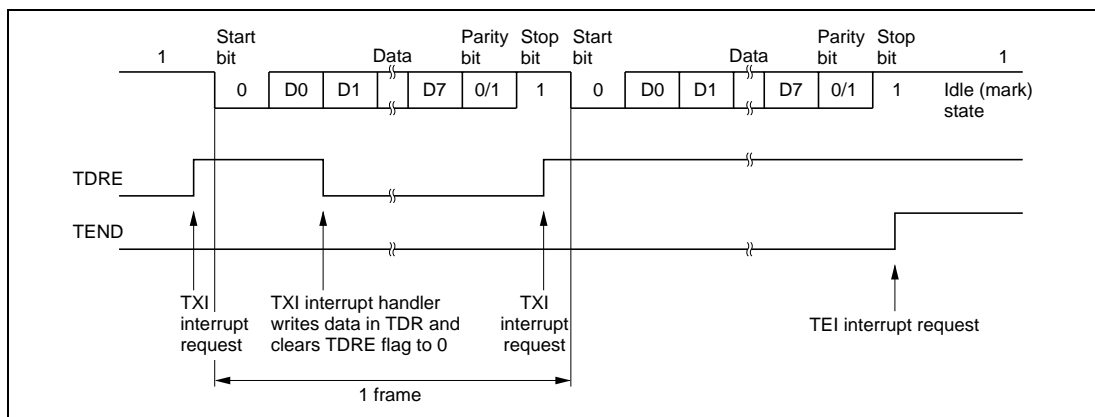 1
Start bit
Data
Parity bit
Stop bit
Start bit
Data
Parity bit
Stop bit
1
0 D0 D1 D7 0/1 1 0 D0 D1 D7 0/1 1
Idle (mark) state
TDRE
TEND
TXI
interrupt
request
TXI interrupt handler
writes data in TDR and
clears TDRE flag to 0
TXI
interrupt
request
TEI interrupt request
1 frame